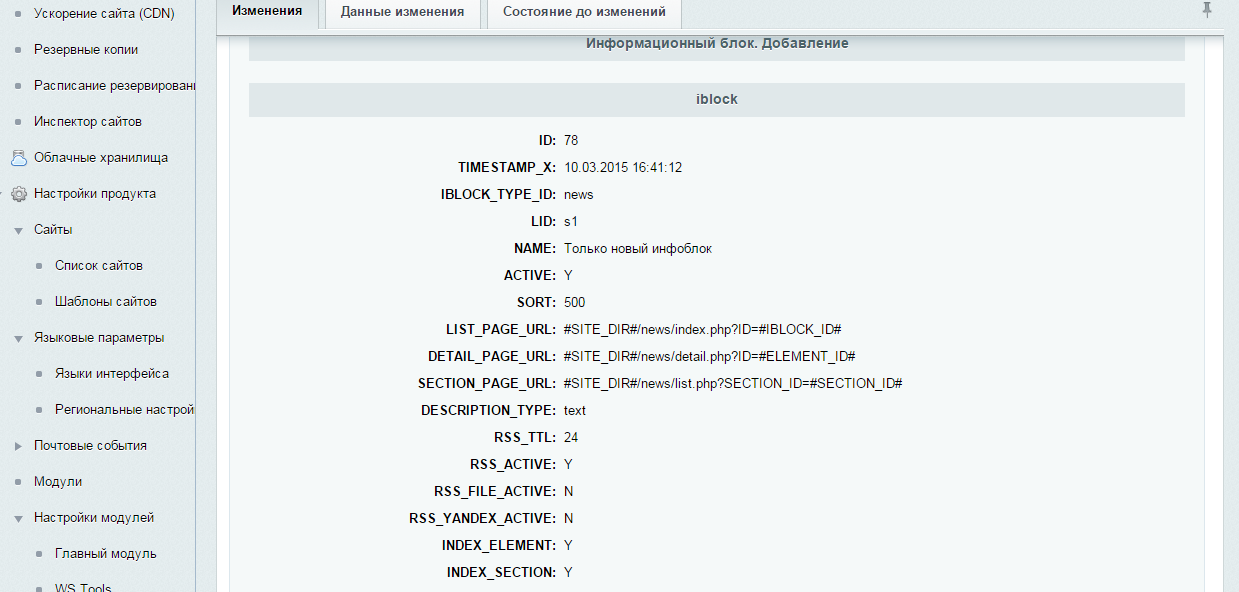 Ускорение сайта (CDN)
Резервные копии
Расписание резервирован
Инспектор сайтов
Облачные хранилища
Настройки продукта
Сайты
Список сайтов
Шаблоны сайтов
Языковые параметры
Языки интерфейса
Региональные настрой
Почтовые события
Модули
Настройки модулей
Главный модуль
WS Tools
Изменения
Данные изменения
Состояние до изменений
Информационный блок. Добавление
iblock
ID: 78
TIMESTAMP_X: 10.03.2015 16:41:12
IBLOCK_TYPE_ID: news
LID: s1
NAME: Только новый инфоблок
ACTIVE: Y
SORT: 500
LIST_PAGE_URL: #SITE_DIR#/news/index.php?ID=#IBLOCK_ID#
DETAIL_PAGE_URL: #SITE_DIR#/news/detail.php?ID=#ELEMENT_ID#
SECTION_PAGE_URL: #SITE_DIR#/news/list.php?SECTION_ID=#SECTION_ID#
DESCRIPTION_TYPE: text
RSS_TTL: 24
RSS_ACTIVE: Y
RSS_FILE_ACTIVE: N
RSS_YANDEX_ACTIVE: N
INDEX_ELEMENT: Y
INDEX_SECTION: Y